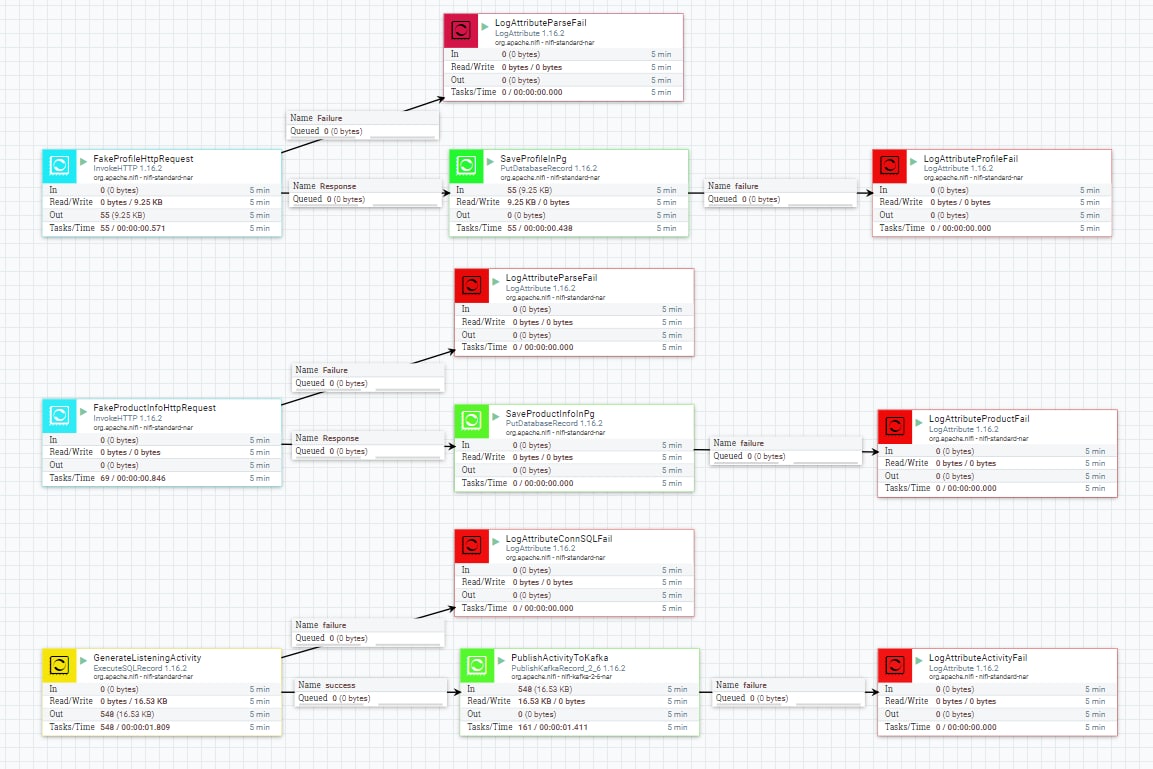 LogAttributeParseFail
LogAttribute 1.16.2
org.apache.nifi - nifi-standard-nar
In 0 (0 bytes) 5 min
Read/Write 0 bytes / 0 bytes 5 min
Out 0 (0 bytes) 5 min
Tasks/Time 0 / 00:00:00.000 5 min
Name Failure
Queued 0 (0 bytes)
FakeProfileHttpRequest
InvokeHTTP 1.16.2
org.apache.nifi - nifi-standard-nar
In 0 (0 bytes) 5 min
Read/Write 0 bytes / 9.25 KB 5 min
Out 55 (9.25 KB) 5 min
Tasks/Time 55 / 00:00:00.571 5 min
Name Response
Queued 0 (0 bytes)
SaveProfileInPg
PutDatabaseRecord 1.16.2
org.apache.nifi - nifi-standard-nar
In 55 (9.25 KB) 5 min
Read/Write 9.25 KB / 0 bytes 5 min
Out 0 (0 bytes) 5 min
Tasks/Time 55 / 00:00:00.438 5 min
Name failure
Queued 0 (0 bytes)
LogAttributeProfileFail
LogAttribute 1.16.2
org.apache.nifi - nifi-standard-nar
In 0 (0 bytes) 5 min
Read/Write 0 bytes / 0 bytes 5 min
Out 0 (0 bytes) 5 min
Tasks/Time 0 / 00:00:00.000 5 min
LogAttributeParseFail
LogAttribute 1.16.2
org.apache.nifi - nifi-standard-nar
In 0 (0 bytes) 5 min
Read/Write 0 bytes / 0 bytes 5 min
Out 0 (0 bytes) 5 min
Tasks/Time 0 / 00:00:00.000 5 min
Name Failure
Queued 0 (0 bytes)
FakeProductInfoHttpRequest
InvokeHTTP 1.16.2
org.apache.nifi - nifi-standard-nar
In 0 (0 bytes) 5 min
Read/Write 0 bytes / 0 bytes 5 min
Out 0 (0 bytes) 5 min
Tasks/Time 69 / 00:00:00.846 5 min
Name Response
Queued 0 (0 bytes)
SaveProductInfoInPg
PutDatabaseRecord 1.16.2
org.apache.nifi - nifi-standard-nar
In 0 (0 bytes) 5 min
Read/Write 0 bytes / 0 bytes 5 min
Out 0 (0 bytes) 5 min
Tasks/Time 0 / 00:00:00.000 5 min
Name failure
Queued 0 (0 bytes)
LogAttributeProductFail
LogAttribute 1.16.2
org.apache.nifi - nifi-standard-nar
In 0 (0 bytes) 5 min
Read/Write 0 bytes / 0 bytes 5 min
Out 0 (0 bytes) 5 min
Tasks/Time 0 / 00:00:00.000 5 min
LogAttributeConnSQLFail
LogAttribute 1.16.2
org.apache.nifi - nifi-standard-nar
In 0 (0 bytes) 5 min
Read/Write 0 bytes / 0 bytes 5 min
Out 0 (0 bytes) 5 min
Tasks/Time 0 / 00:00:00.000 5 min
Name failure
Queued 0 (0 bytes)
GenerateListeningActivity
ExecuteSQLRecord 1.16.2
org.apache.nifi - nifi-standard-nar
In 0 (0 bytes) 5 min
Read/Write 0 bytes / 16.53 KB 5 min
Out 548 (16.53 KB) 5 min
Tasks/Time 548 / 00:00:01.809 5 min
Name success
Queued 0 (0 bytes)
PublishActivityToKafka
PublishKafkaRecord_2_6 1.16.2
org.apache.nifi - nifi-kafka-2-6-nar
In 548 (16.53 KB) 5 min
Read/Write 16.53 KB / 0 bytes 5 min
Out 0 (0 bytes) 5 min
Tasks/Time 161 / 00:00:01.411 5 min
Name failure
Queued 0 (0 bytes)
LogAttributeActivityFail
LogAttribute 1.16.2
org.apache.nifi - nifi-standard-nar
In 0 (0 bytes) 5 min
Read/Write 0 bytes / 0 bytes 5 min
Out 0 (0 bytes) 5 min
Tasks/Time 0 / 00:00:00.000 5 min